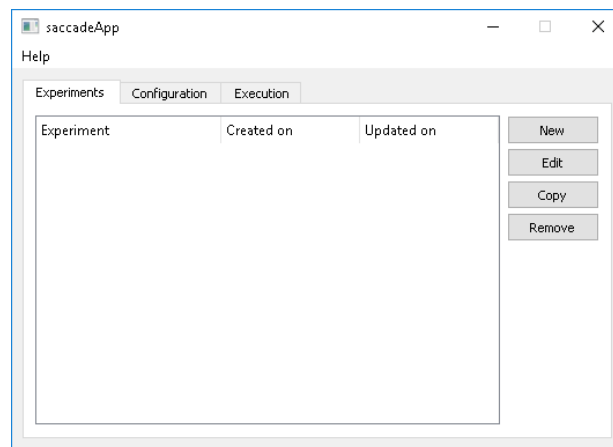 saccadeApp
Help
Experiments Configuration Execution
Experiment Created on Updated on
New
Edit
Copy
Remove